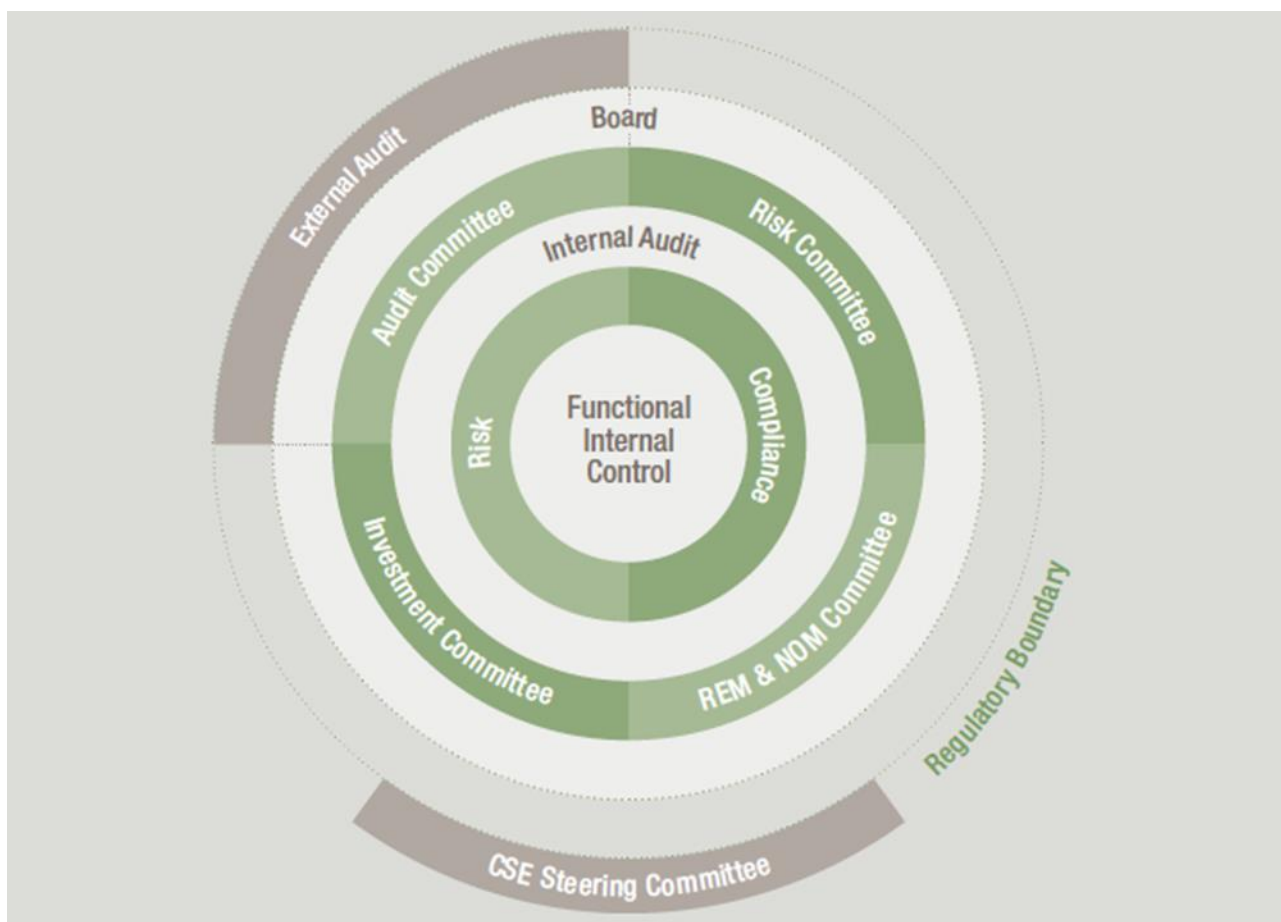 Board
External Audit
Audit Committee
Risk Committee
Internal Audit
Risk
Compliance
Functional
Internal
Control
Investment Committee
REM & NOM Committee
Regulatory Boundary
CSE Steering Committee